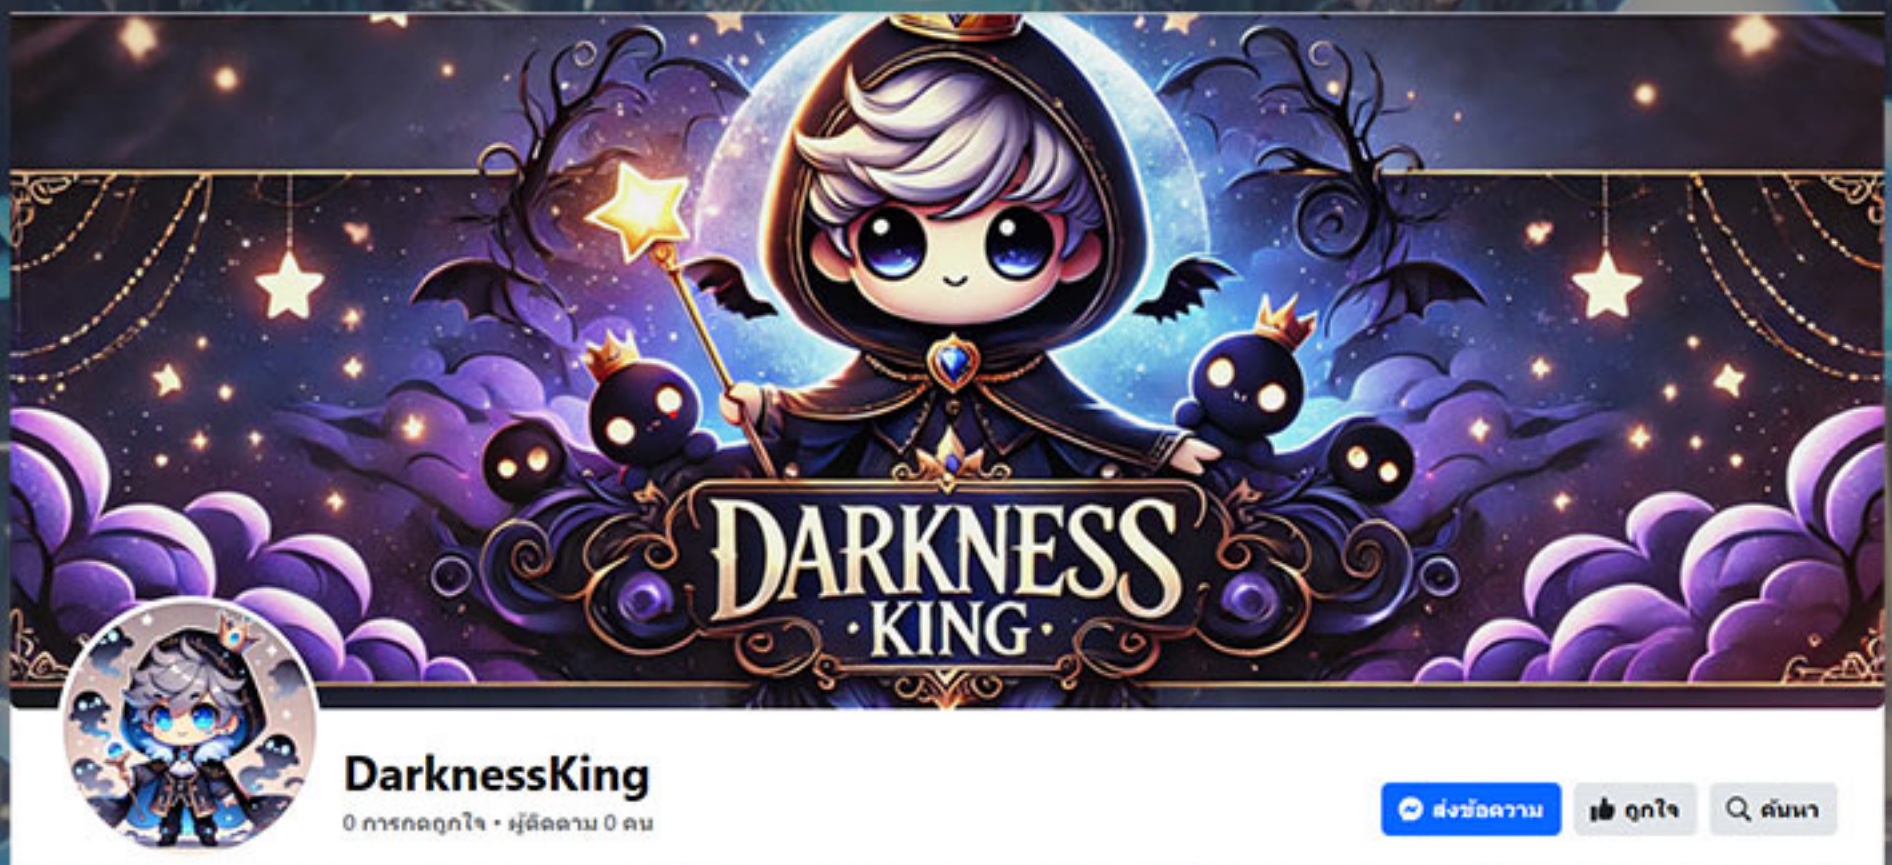 DARKNESS
·KING·
DarknessKing
0 การกดถูกใจ • ผู้ติดตาม 0 คน
ส่งข้อความ
ถูกใจ
ค้นหา